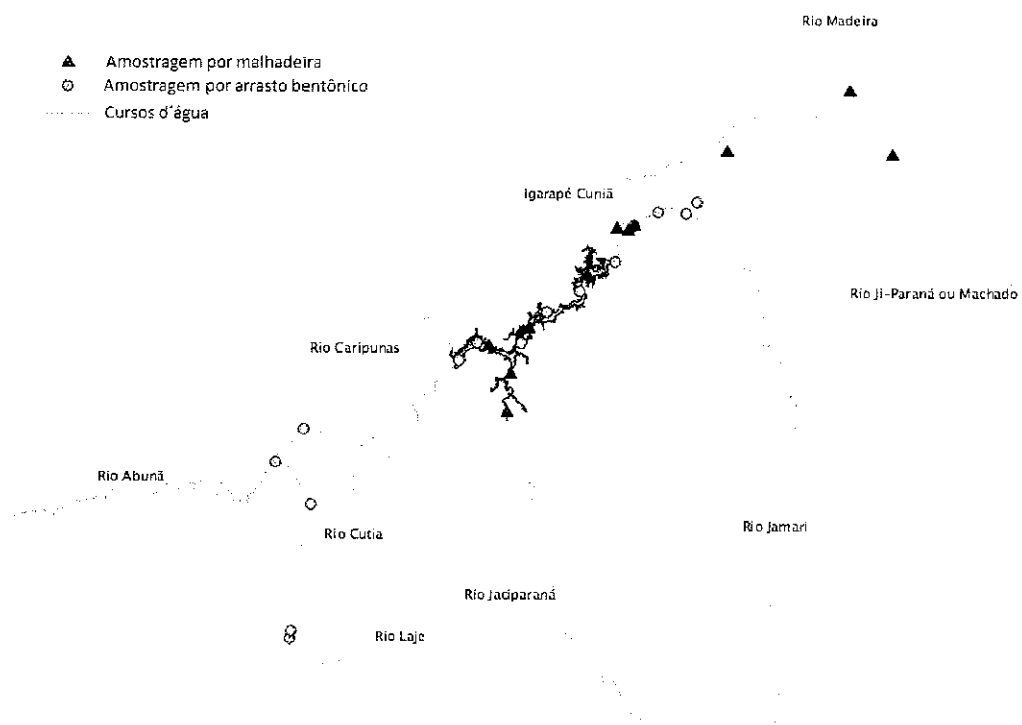 Rio Madeira
Amostragem por malhadeira
Amostragem por arrasto bentônico
Cursos d´água
Igarapé Cuniã
Rio Ji-Paraná ou Machado
Rio Caripunas
Rio Abunã
Rio Cutia
Rio Jamari
Rio Jaciparaná
Rio Laje